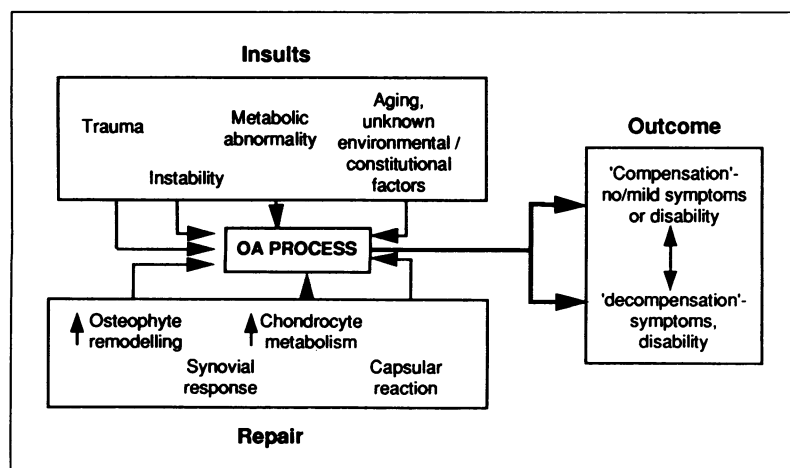 Insults
Trauma
Metabolic
abnormality
Aging,
unknown
environmental /
constitutional
factors
Instability
OA PROCESS
Osteophyte
remodelling
Chondrocyte
metabolism
Synovial
response
Capsular
reaction
Repair
Outcome
'Compensation'-
no/mild symptoms
or disability
'decompensation'-
symptoms,
disability